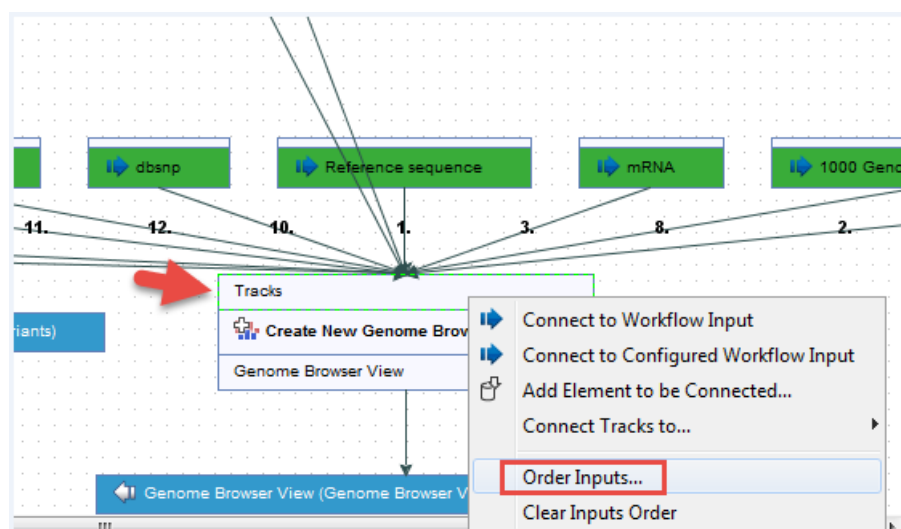 dbsnp
Reference sequence
mRNA
1000 Geno
11.
12.
10.
1.
3.
8.
2.
Tracks
riants)
Create New Genome Brow
Genome Browser View
Connect to Workflow Input
Connect to Configured Workflow Input
Add Element to be Connected...
Connect Tracks to...
Order Inputs...
Clear Inputs Order
Genome Browser View (Genome Browser V